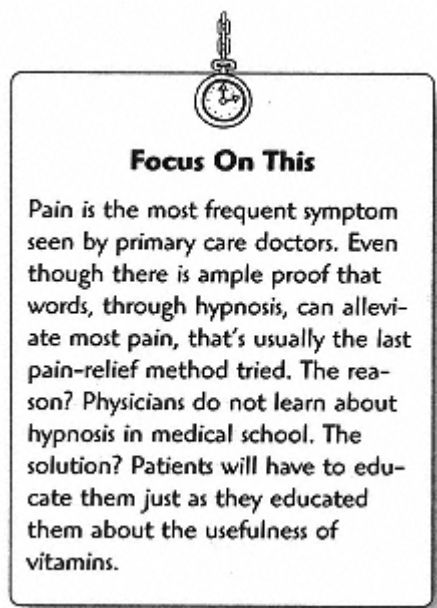 Focus On This
Pain is the most frequent symptom
seen by primary care doctors. Even
though there is ample proof that
words, through hypnosis, can allevi-
ate most pain, that's usually the last
pain-relief method tried. The rea-
son? Physicians do not learn about
hypnosis in medical school. The
solution? Patients will have to edu-
cate them just as they educated
them about the usefulness of
vitamins.